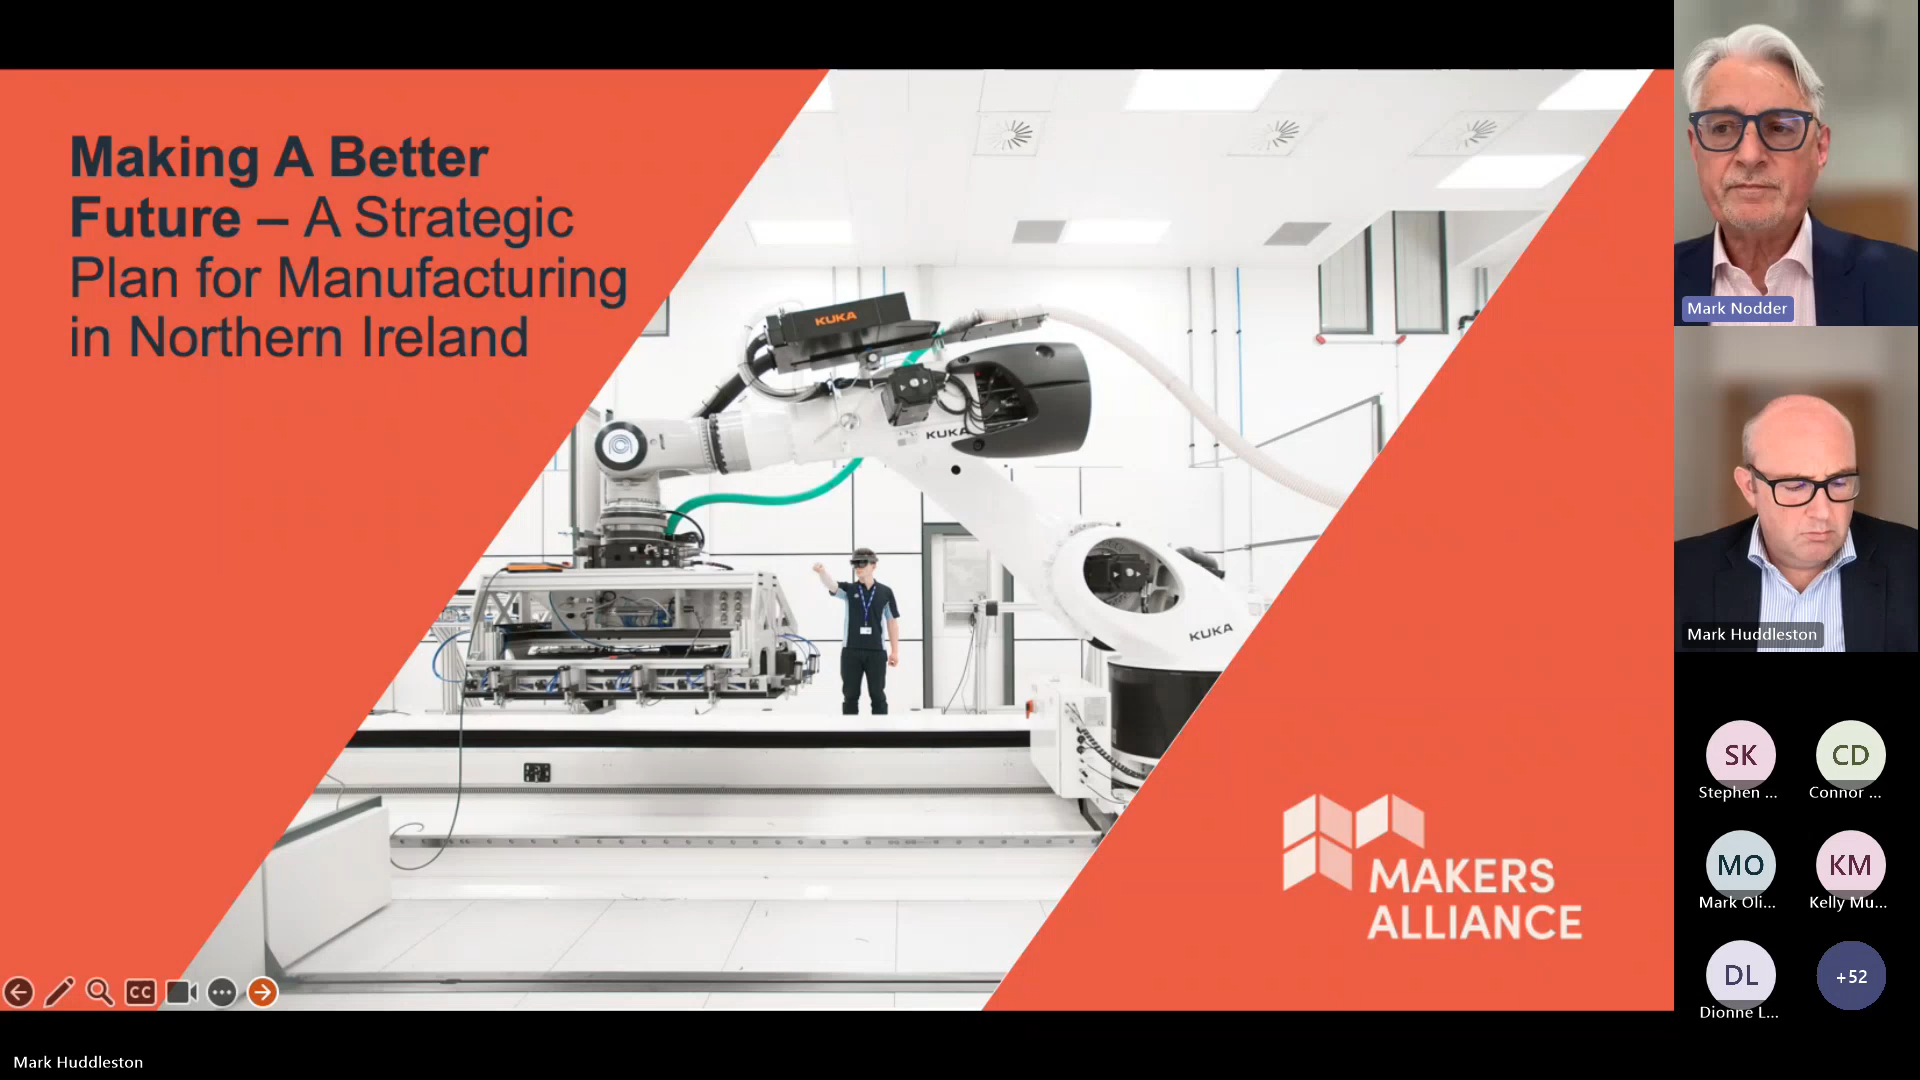 Making A Better
Future – A Strategic
Plan for Manufacturing
in Northern Ireland
KUKA
KUKA
KUKA
MAKERS
ALLIANCE
CC
Mark Nodder
Mark Huddleston
SK
Stephen ...
CD
Connor ...
MO
Mark Oli...
KM
Kelly Mu...
DL
Dionne L...
+52
Mark Huddleston